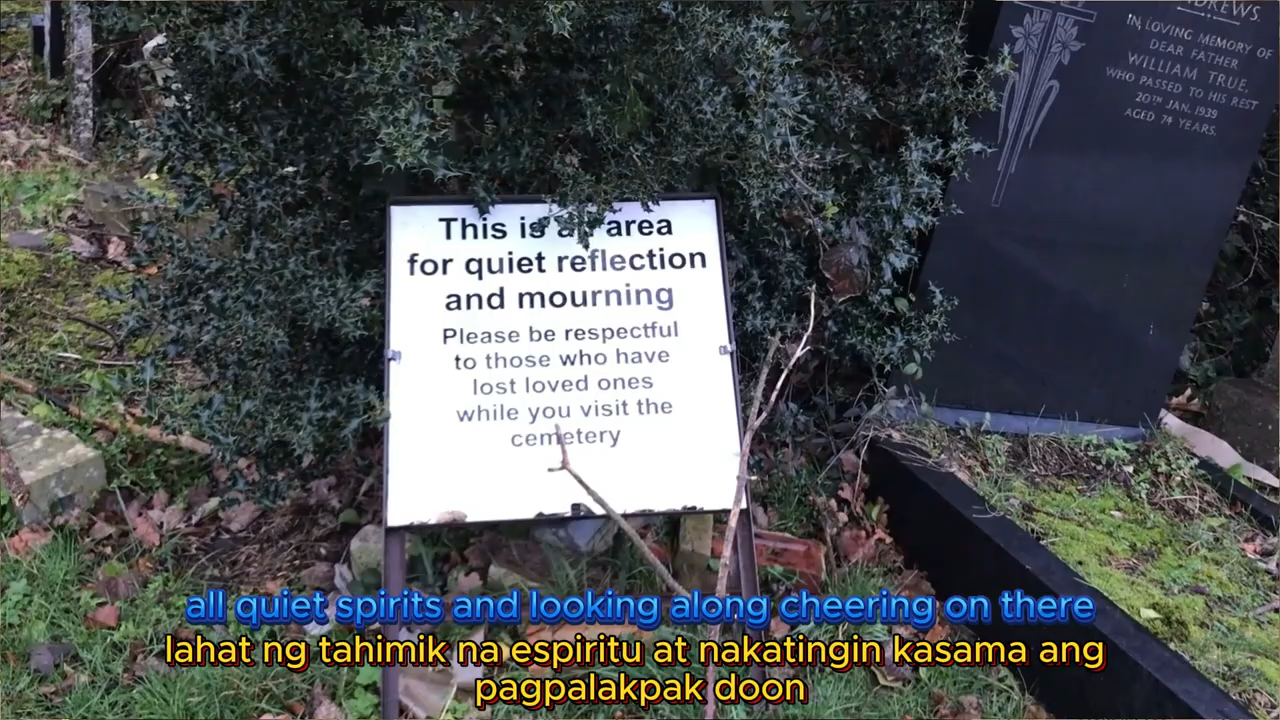 This is an area
for quiet reflection
and mourning
Please be respectful
to those who have
lost loved ones
while you visit the
cemetery
IN LOVING MEMORY OF
DEAR FATHER
WILLIAM TRUE,
WHO PASSED TO HIS REST
20TH JAN. 1939
AGED 74 YEARS.
all quiet spirits and looking along cheering on there
lahat ng tahimik na espiritu at nakatingin kasama ang
pagpalakpak doon